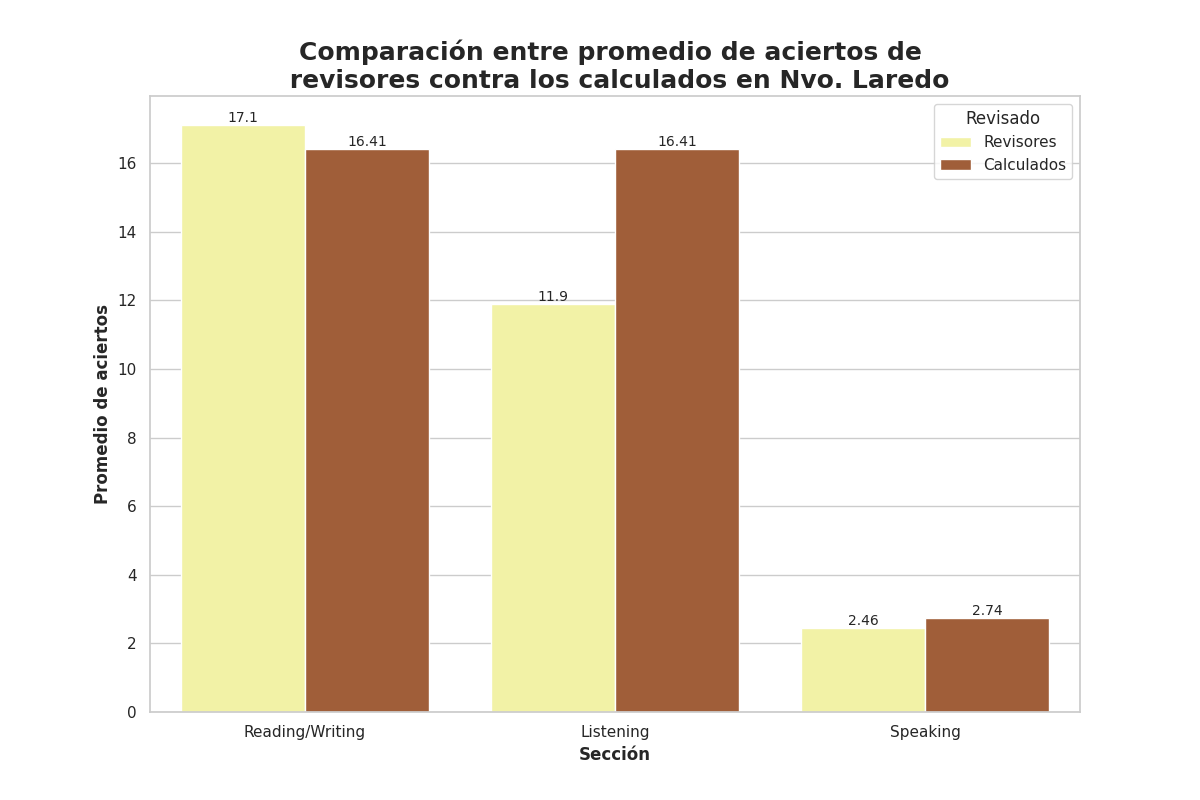 Comparación entre promedio de aciertos de
revisores contra los calculados en Nvo. Laredo
Revisado
Revisores
Calculados
17.1
16.41
11.9
16.41
2.46
2.74
Promedio de aciertos
16
14
12
10
8
6
4
2
0
Reading/Writing
Listening
Speaking
Sección